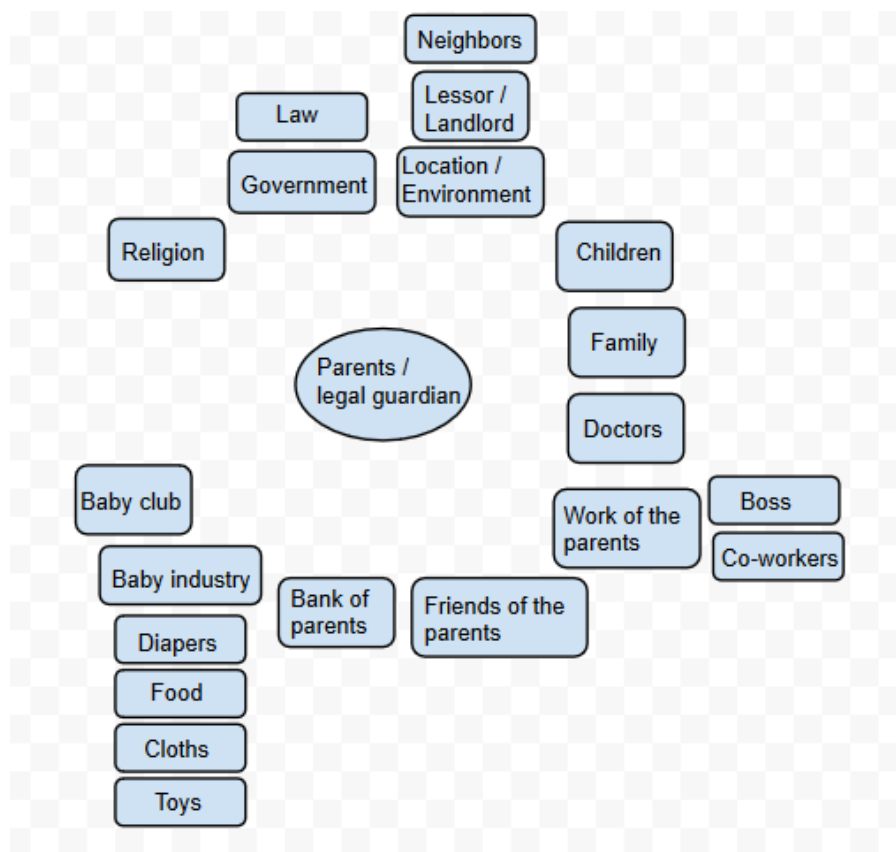 Neighbors
Lessor /
Landlord
Law
Location /
Environment
Government
Religion
Children
Family
Parents /
legal guardian
Doctors
Baby club
Work of the
parents
Boss
Co-workers
Baby industry
Bank of
parents
Friends of the
parents
Diapers
Food
Cloths
Toys